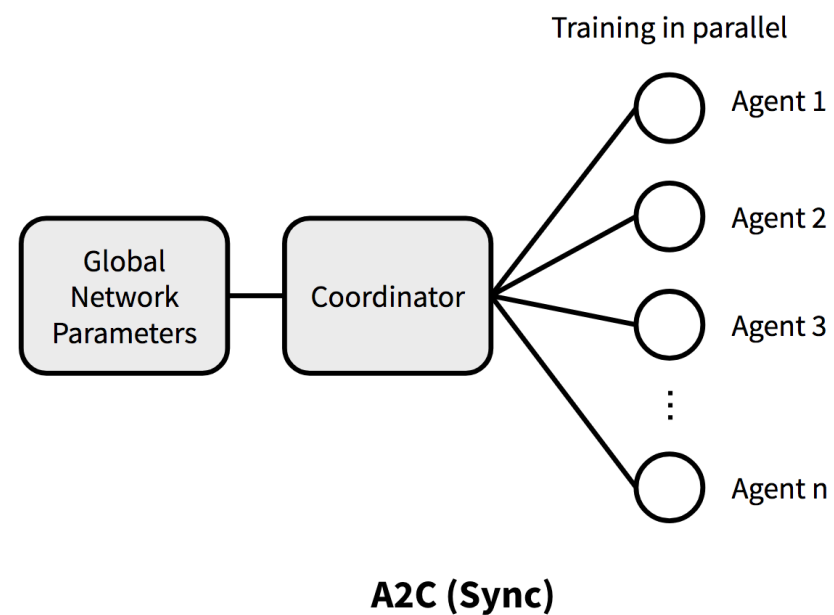 Training in parallel
Agent 1
Agent 2
Global
Network
Parameters
Coordinator
Agent 3
⋮
Agent n
A2C (Sync)